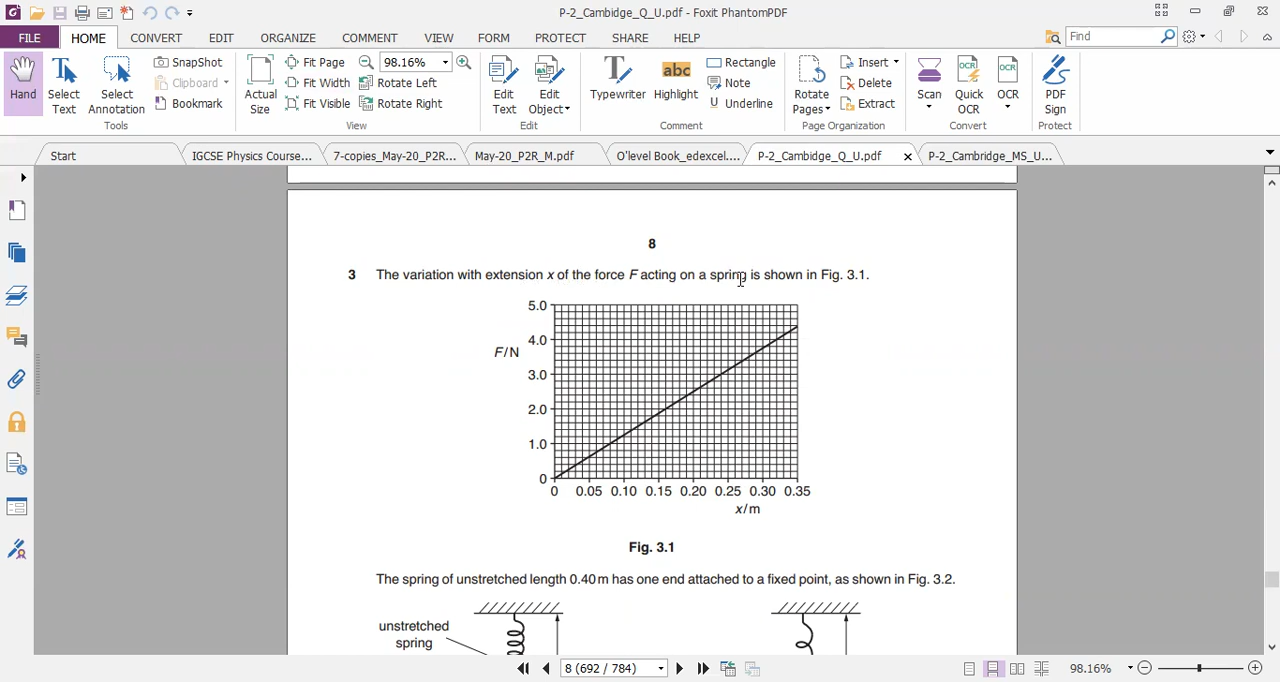 P-2_Cambidge_Q_U.pdf - Foxit PhantomPDF
FILE HOME CONVERT EDIT ORGANIZE COMMENT VIEW FORM PROTECT SHARE HELP Find
Hand
Select Text
Select Annotation
SnapShot
Clipboard
Bookmark
Tools
Actual Size
Fit Page
Fit Width
Fit Visible
98.16%
Rotate Left
Rotate Right
View
Edit Text
Edit Object
Edit
Typewriter
abc
Highlight
Rectangle
Note
U Underline
Comment
Rotate Pages
Insert
Delete
Extract
Page Organization
Scan
OCR
Quick OCR
OCR
OCR
Convert
PDF Sign
Protect
Start IGCSE Physics Course... 7-copies_May-20_P2R... May-20_P2R_M.pdf O'level Book_edexcel.... P-2_Cambidge_Q_U.pdf P-2_Cambridge_MS_U...
8
3 The variation with extension x of the force F acting on a spring is shown in Fig. 3.1.
5.0
4.0
F/N
3.0
2.0
1.0
0
0 0.05 0.10 0.15 0.20 0.25 0.30 0.35
x/m
Fig. 3.1
The spring of unstretched length 0.40 m has one end attached to a fixed point, as shown in Fig. 3.2.
unstretched
spring
8 (692 / 784) 98.16%